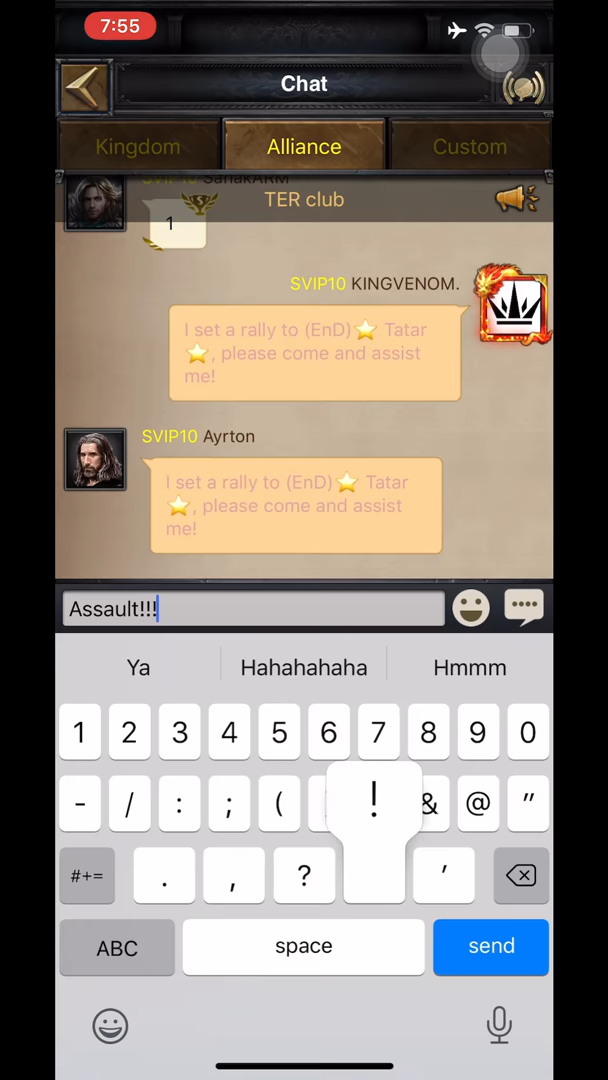 7:55
Chat
Kingdom
Alliance
Custom
SVIP10 SanakARM
TER club
1
SVIP10 KINGVENOM.
I set a rally to (EnD)⭐ Tatar
⭐, please come and assist
me!
SVIP10 Ayrton
I set a rally to (EnD)⭐ Tatar
⭐, please come and assist
me!
Assault!!!
Ya
Hahahahaha
Hmmm
1 2 3 4 5 6 7 8 9 0
- / : ; ( ! & @ "
#+= . , ? '
ABC space send